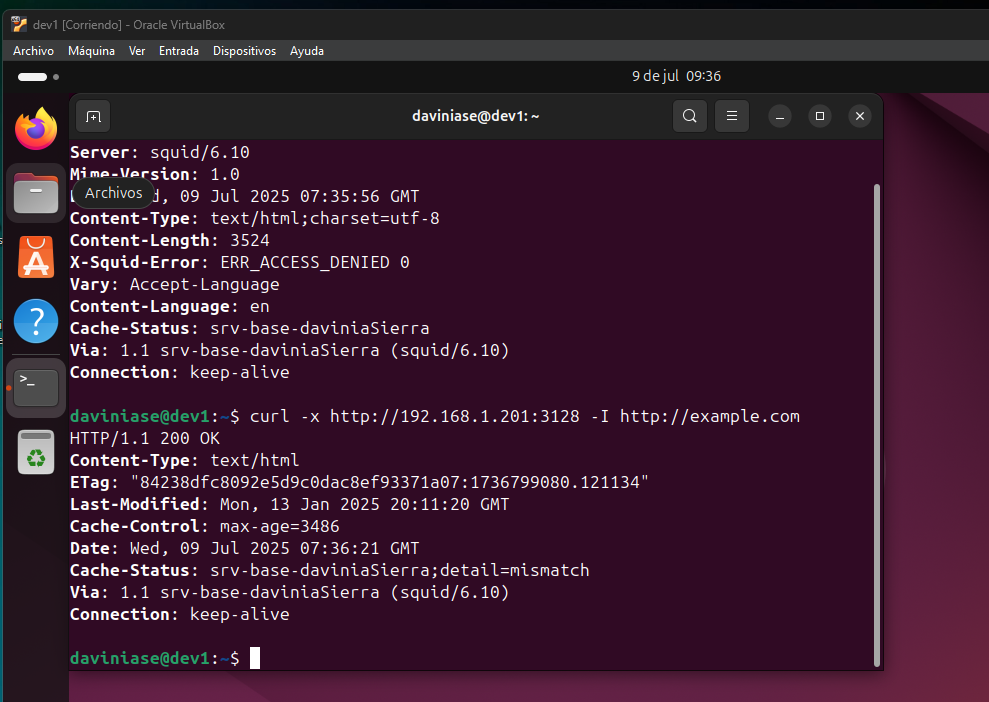 dev1 [Corriendo] - Oracle VirtualBox
Archivo Máquina Ver Entrada Dispositivos Ayuda
9 de jul 09:36
daviniase@dev1: ~
Server: squid/6.10
Mime-Version: 1.0
Archivos
, 09 Jul 2025 07:35:56 GMT
Content-Type: text/html;charset=utf-8
Content-Length: 3524
X-Squid-Error: ERR_ACCESS_DENIED 0
Vary: Accept-Language
Content-Language: en
Cache-Status: srv-base-daviniaSierra
Via: 1.1 srv-base-daviniaSierra (squid/6.10)
Connection: keep-alive
daviniase@dev1:~$ curl -x http://192.168.1.201:3128 -I http://example.com
HTTP/1.1 200 OK
Content-Type: text/html
ETag: "84238dfc8092e5d9c0dac8ef93371a07:1736799080.121134"
Last-Modified: Mon, 13 Jan 2025 20:11:20 GMT
Cache-Control: max-age=3486
Date: Wed, 09 Jul 2025 07:36:21 GMT
Cache-Status: srv-base-daviniaSierra;detail=mismatch
Via: 1.1 srv-base-daviniaSierra (squid/6.10)
Connection: keep-alive
daviniase@dev1:~$